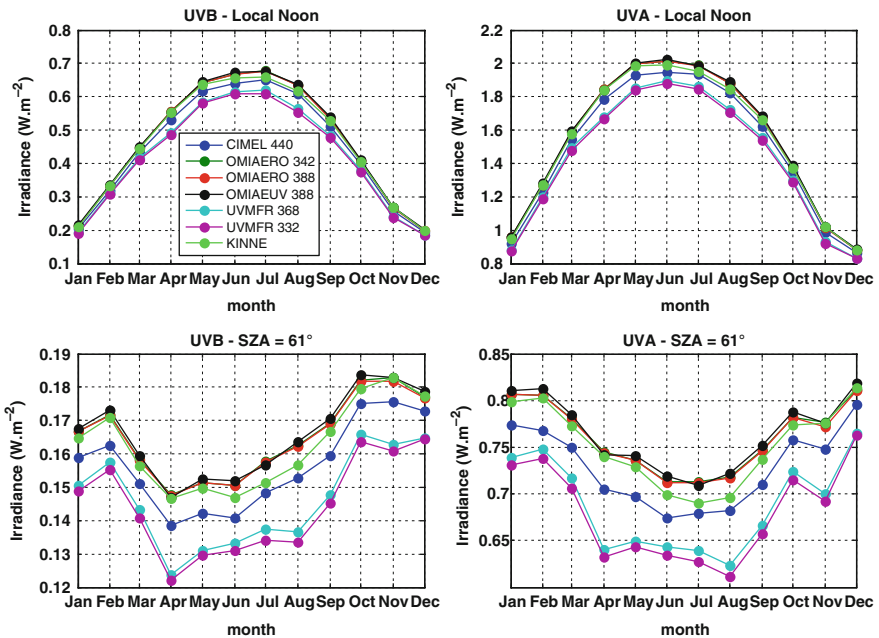 UVB - Local Noon
Irradiance (W.m−2)
0.8
0.7
0.6
0.5
0.4
0.3
0.2
0.1
CIMEL 440
OMIAERO 342
OMIAERO 388
OMIAEUV 388
UVMFR 368
UVMFR 332
KINNE
Jan Feb Mar Apr May Jun Jul Aug Sep Oct Nov Dec
month
UVA - Local Noon
Irradiance (W.m−2)
2.2
2
1.8
1.6
1.4
1.2
1
0.8
Jan Feb Mar Apr May Jun Jul Aug Sep Oct Nov Dec
month
UVB - SZA = 61°
Irradiance (W.m−2)
0.19
0.18
0.17
0.16
0.15
0.14
0.13
0.12
Jan Feb Mar Apr May Jun Jul Aug Sep Oct Nov Dec
month
UVA - SZA = 61°
Irradiance (W.m−2)
0.85
0.8
0.75
0.7
0.65
Jan Feb Mar Apr May Jun Jul Aug Sep Oct Nov Dec
month